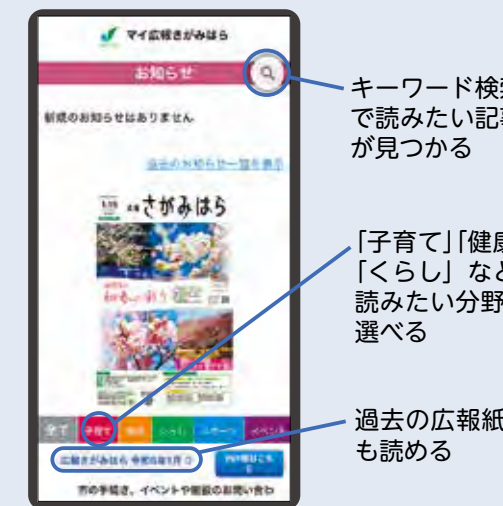 マイ広報さがみはら
お知らせ
新規のお知らせはありません
過去のお知らせ一覧を表示
さがみはら
全て 子育て 健康 くらし スポーツ イベント
広報さがみはら 令和6年1月
市の手続き、イベントや施設のお問い合わ
キーワード検索
で読みたい記事
が見つかる
「子育て」「健康
「くらし」など
読みたい分野
選べる
過去の広報紙
も読める